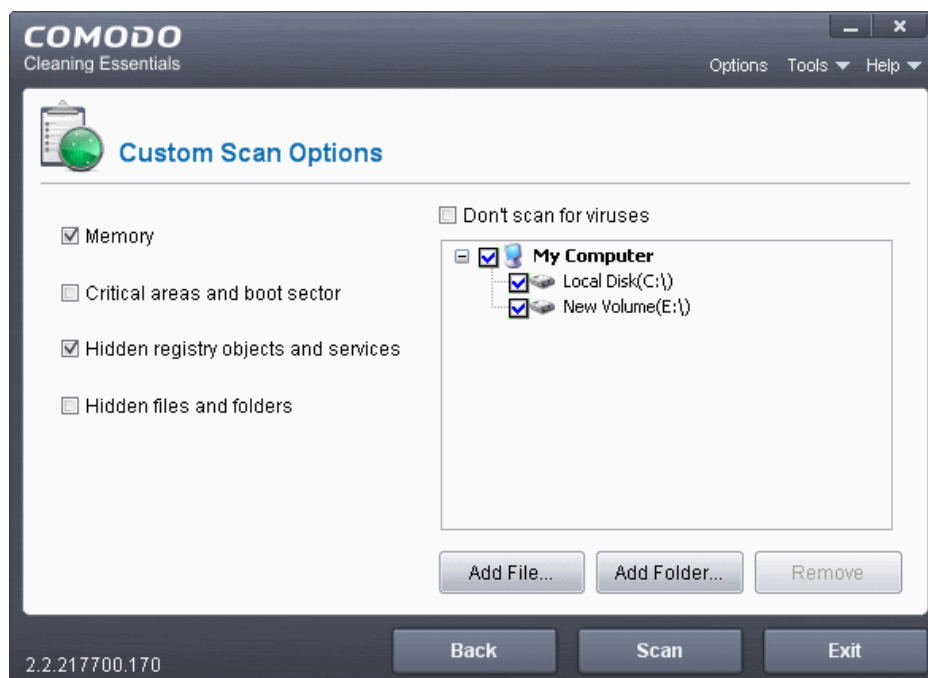 COMODO
Cleaning Essentials
Options Tools Help
Custom Scan Options
Memory
Critical areas and boot sector
Hidden registry objects and services
Hidden files and folders
Don't scan for viruses
My Computer
Local Disk(C:\)
New Volume(E:\)
Add File...
Add Folder...
Remove
2.2.217700.170
Back
Scan
Exit